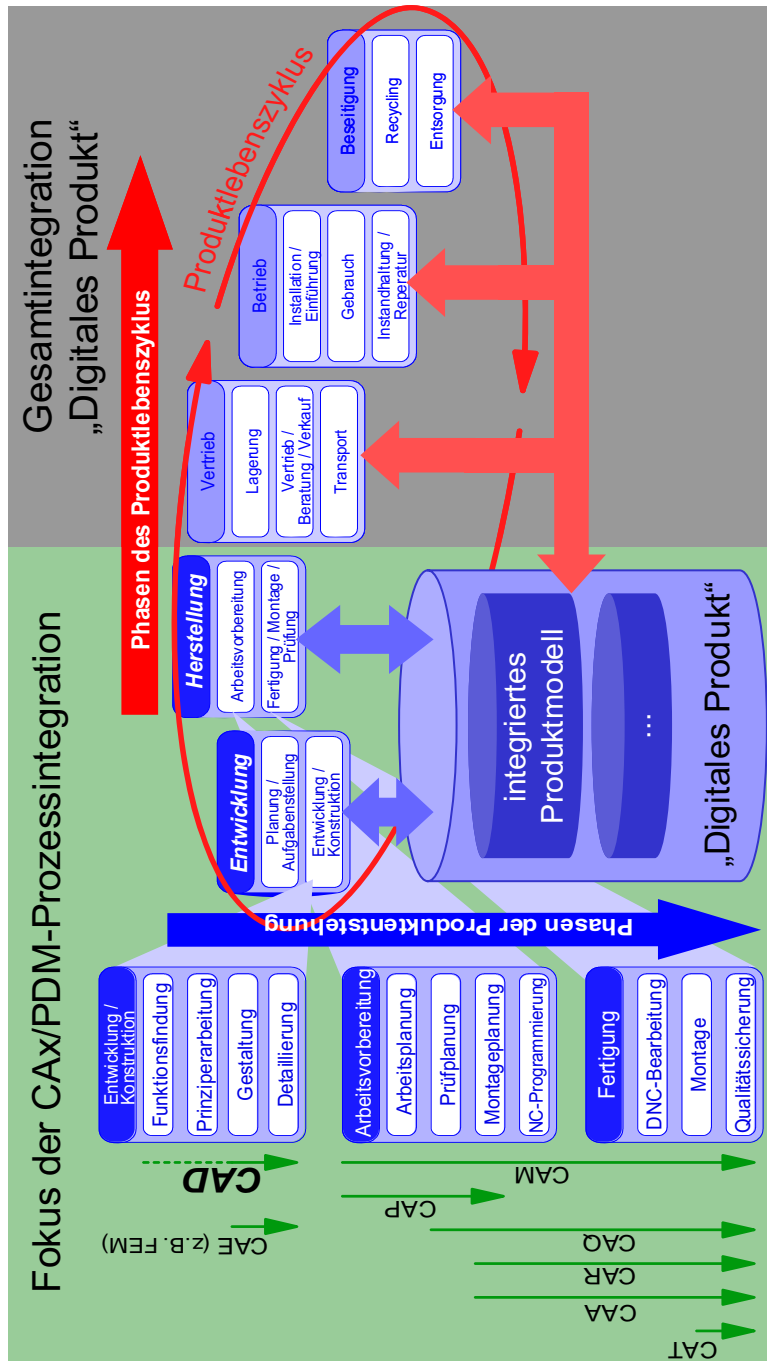 Fokus der CAx/PDM-Prozessintegration
Gesamtintegration
„Digitales Produkt“
Phasen des Produktlebenszyklus
Produktlebenszyklus
Entwicklung
Planung /
Aufgabenstellung
Entwicklung /
Konstruktion
Herstellung
Arbeitsvorbereitung
Fertigung / Montage /
Prüfung
Vertrieb
Lagerung
Vertrieb /
Beratung / Verkauf
Transport
Betrieb
Installation /
Einführung
Gebrauch
Instandhaltung /
Reperatur
Beseitigung
Recycling
Entsorgung
Phasen der Produktentstehung
Entwicklung /
Konstruktion
Funktionsfindung
Prinziperarbeitung
Gestaltung
Detaillierung
Arbeitsvorbereitung
Arbeitsplanung
Prüfplanung
Montageplanung
NC-Programmierung
Fertigung
DNC-Bearbeitung
Montage
Qualitätssicherung
CAD
CAE (z.B. FEM)
CAM
CAP
CAQ
CAR
CAA
CAT
integriertes
Produktmodell
...
„Digitales Produkt“